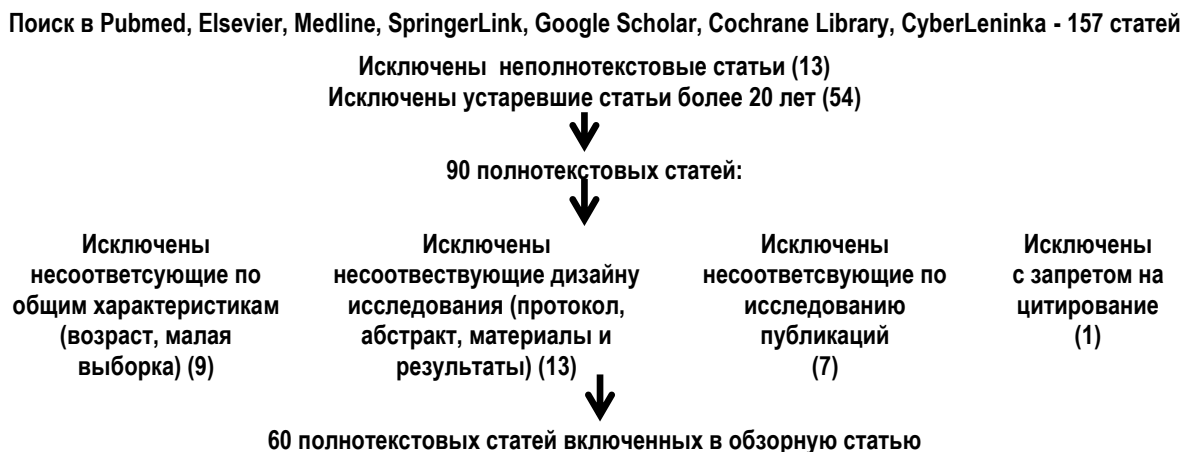 Поиск в Pubmed, Elsevier, Medline, SpringerLink, Google Scholar, Cochrane Library, CyberLeninka - 157 статей
Исключены неполнотекстовые статьи (13)
Исключены устаревшие статьи более 20 лет (54)
90 полнотекстовых статей:
Исключены
несоответсующие по
общим характеристикам
(возраст, малая
выборка) (9)
Исключены
несоотвествующие дизайну
исследования (протокол,
абстракт, материалы и
результаты) (13)
Исключены
несоответсвующие по
исследованию
публикаций
(7)
Исключены
с запретом на
цитирование
(1)
60 полнотекстовых статей включенных в обзорную статью